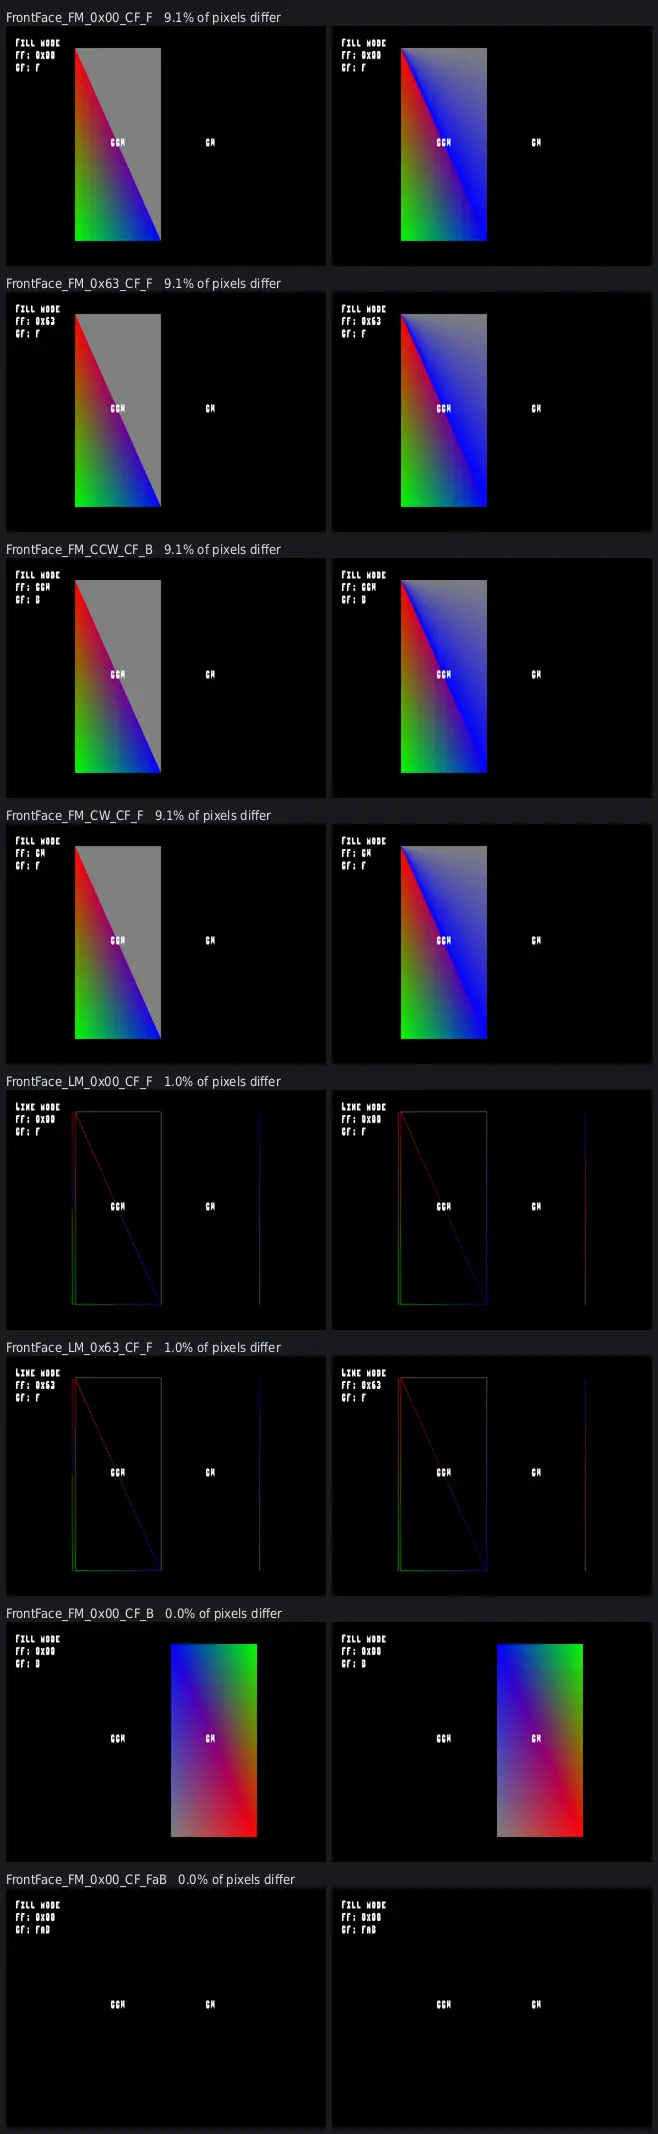 FrontFace_FM_0x00_CF_F 9.1% of pixels differ
Fill mode
FF: 0x00
CF: F
CCW CW
Fill mode
FF: 0x00
CF: F
CCW CW
FrontFace_FM_0x63_CF_F 9.1% of pixels differ
Fill mode
FF: 0x63
CF: F
CCW CW
Fill mode
FF: 0x63
CF: F
CCW CW
FrontFace_FM_CCW_CF_B 9.1% of pixels differ
Fill mode
FF: CCW
CF: B
CCW CW
Fill mode
FF: CCW
CF: B
CCW CW
FrontFace_FM_CW_CF_F 9.1% of pixels differ
Fill mode
FF: CW
CF: F
CCW CW
Fill mode
FF: CW
CF: F
CCW CW
FrontFace_LM_0x00_CF_F 1.0% of pixels differ
Line mode
FF: 0x00
CF: F
CCW CW
Line mode
FF: 0x00
CF: F
CCW CW
FrontFace_LM_0x63_CF_F 1.0% of pixels differ
Line mode
FF: 0x63
CF: F
CCW CW
Line mode
FF: 0x63
CF: F
CCW CW
FrontFace_FM_0x00_CF_B 0.0% of pixels differ
Fill mode
FF: 0x00
CF: B
CCW CW
Fill mode
FF: 0x00
CF: B
CCW CW
FrontFace_FM_0x00_CF_FaB 0.0% of pixels differ
Fill mode
FF: 0x00
CF: FaB
CCW CW
Fill mode
FF: 0x00
CF: FaB
CCW CW